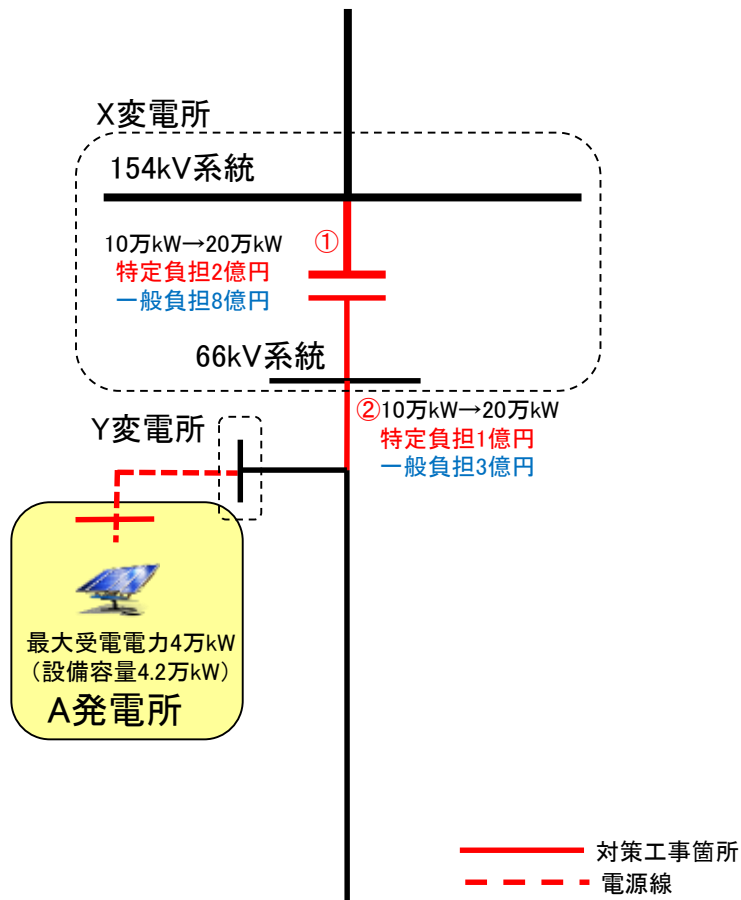 X変電所
154kV系統
10万kW→20万kW
①
特定負担2億円
一般負担8億円
66kV系統
②10万kW→20万kW
特定負担1億円
一般負担3億円
Y変電所
最大受電電力4万kW
（設備容量4.2万kW）
A発電所
対策工事箇所
電源線